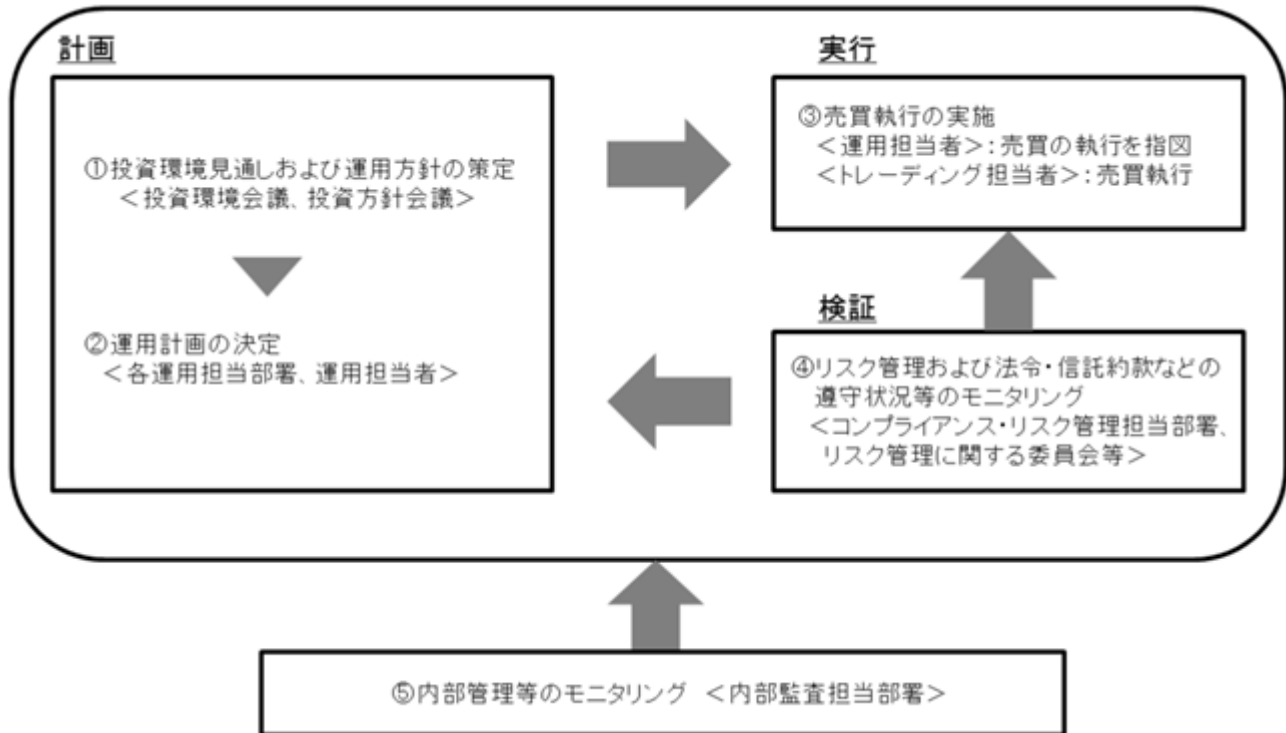 計画
①投資環境見通しおよび運用方針の策定
＜投資環境会議、投資方針会議＞
②運用計画の決定
＜各運用担当部署、運用担当者＞
実行
③売買執行の実施
＜運用担当者＞：売買の執行を指図
＜トレーディング担当者＞：売買執行
検証
④リスク管理および法令・信託約款などの
遵守状況等のモニタリング
＜コンプライアンス・リスク管理担当部署、
リスク管理に関する委員会等＞
⑤内部管理等のモニタリング　＜内部監査担当部署＞